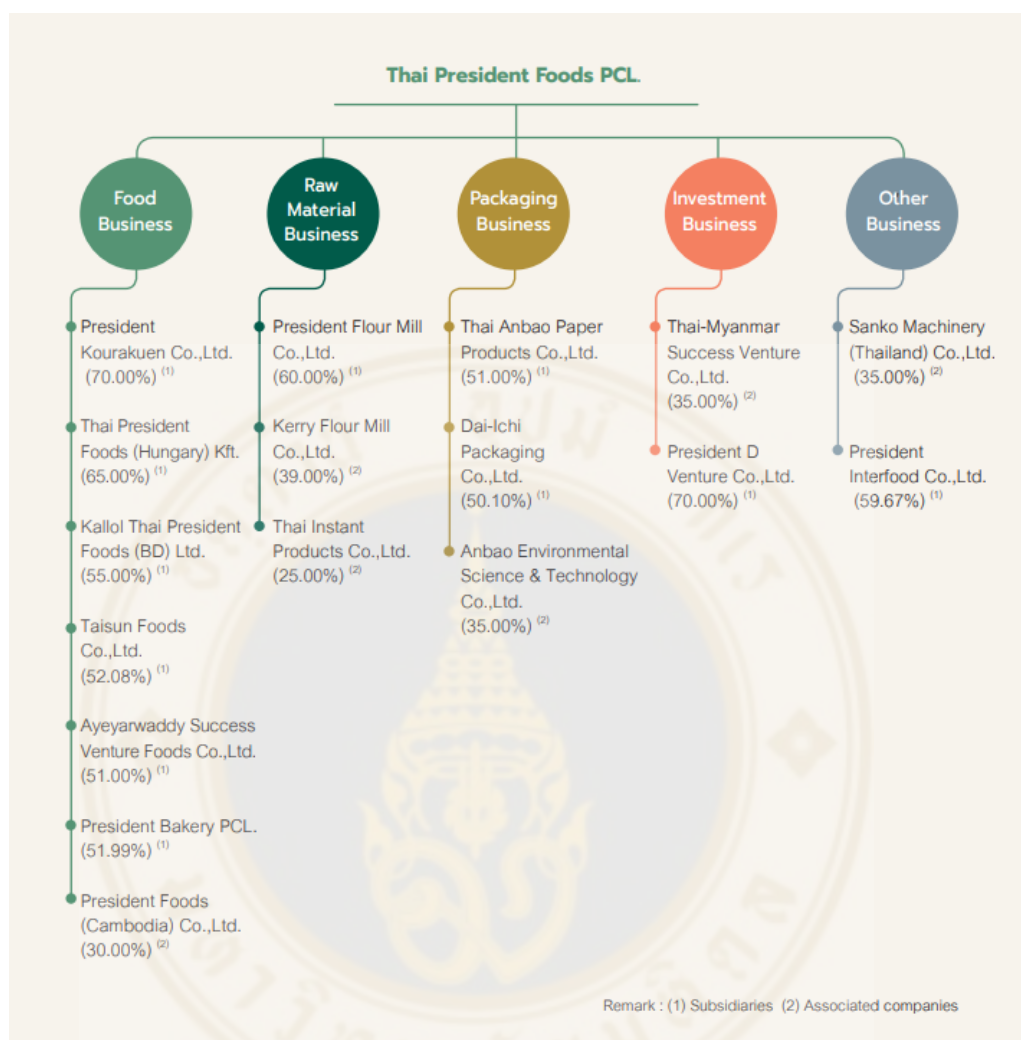 Thai President Foods PCL.
Food
Business
Raw
Material
Business
Packaging
Business
Investment
Business
Other
Business
President
Kourakuen Co.,Ltd.
(70.00%) (1)
Thai President
Foods (Hungary) Kft.
(65.00%) (1)
Kallol Thai President
Foods (BD) Ltd.
(55.00%) (1)
Taisun Foods
Co.,Ltd.
(52.08%) (1)
Ayeyarwaddy Success
Venture Foods Co.,Ltd.
(51.00%) (1)
President Bakery PCL.
(51.99%) (1)
President Foods
(Cambodia) Co.,Ltd.
(30.00%) (2)
President Flour Mill
Co.,Ltd.
(60.00%) (1)
Kerry Flour Mill
Co.,Ltd.
(39.00%) (2)
Thai Instant
Products Co.,Ltd.
(25.00%) (2)
Thai Anbao Paper
Products Co.,Ltd.
(51.00%) (1)
Dai-Ichi
Packaging
Co.,Ltd.
(50.10%) (1)
Anbao Environmental
Science & Technology
Co.,Ltd.
(35.00%) (2)
Thai-Myanmar
Success Venture
Co.,Ltd.
(35.00%) (2)
President D
Venture Co.,Ltd.
(70.00%) (1)
Sanko Machinery
(Thailand) Co.,Ltd.
(35.00%) (2)
President
Interfood Co.,Ltd.
(59.67%) (1)
Remark : (1) Subsidiaries (2) Associated companies